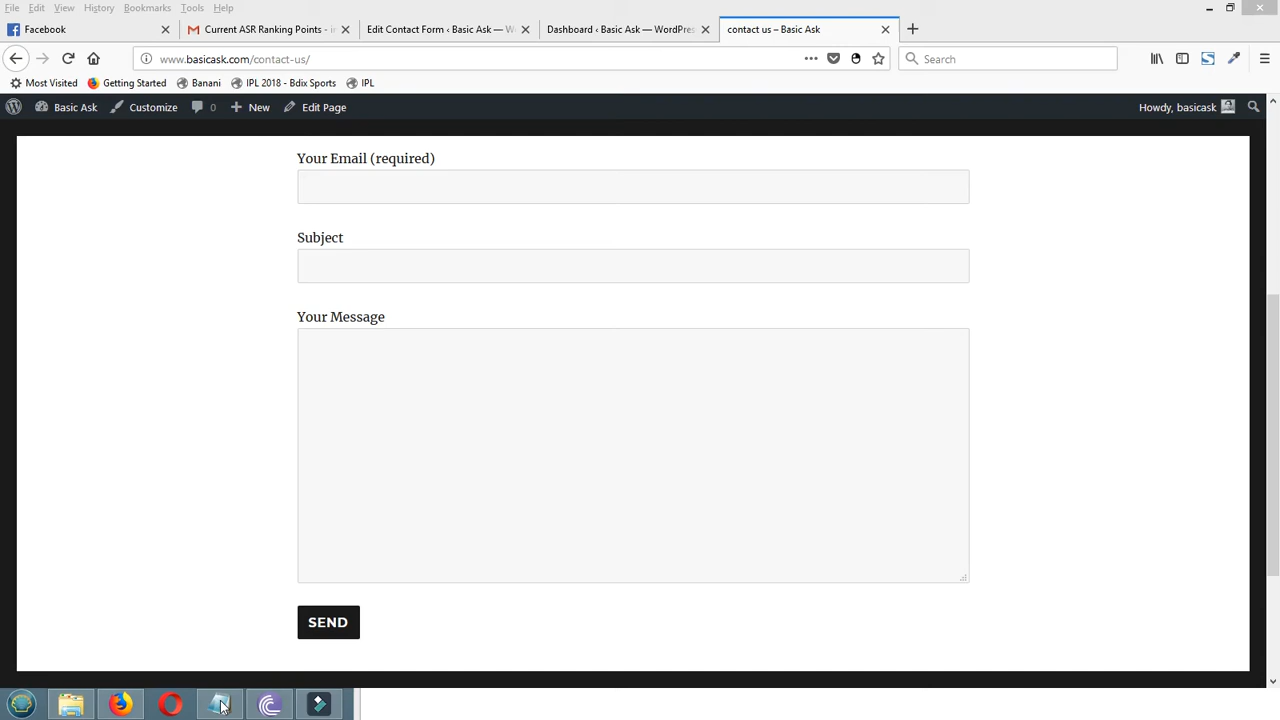 File Edit View History Bookmarks Tools Help
Facebook Current ASR Ranking Points - i Edit Contact Form ‹ Basic Ask — W Dashboard ‹ Basic Ask — WordPres contact us – Basic Ask
www.basicask.com/contact-us/ Search
Most Visited Getting Started Banani IPL 2018 - Bdix Sports IPL
Basic Ask Customize 0 New Edit Page Howdy, basicask
Your Email (required)
Subject
Your Message
SEND